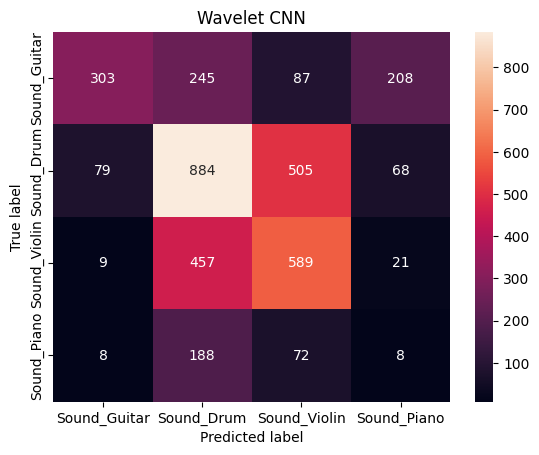 Wavelet CNN
True label
Sound_Guitar
303 245 87 208
Sound_Drum
79 884 505 68
Sound_Violin
9 457 589 21
Sound_Piano
8 188 72 8
Sound_Guitar Sound_Drum Sound_Violin Sound_Piano
Predicted label
800
700
600
500
400
300
200
100